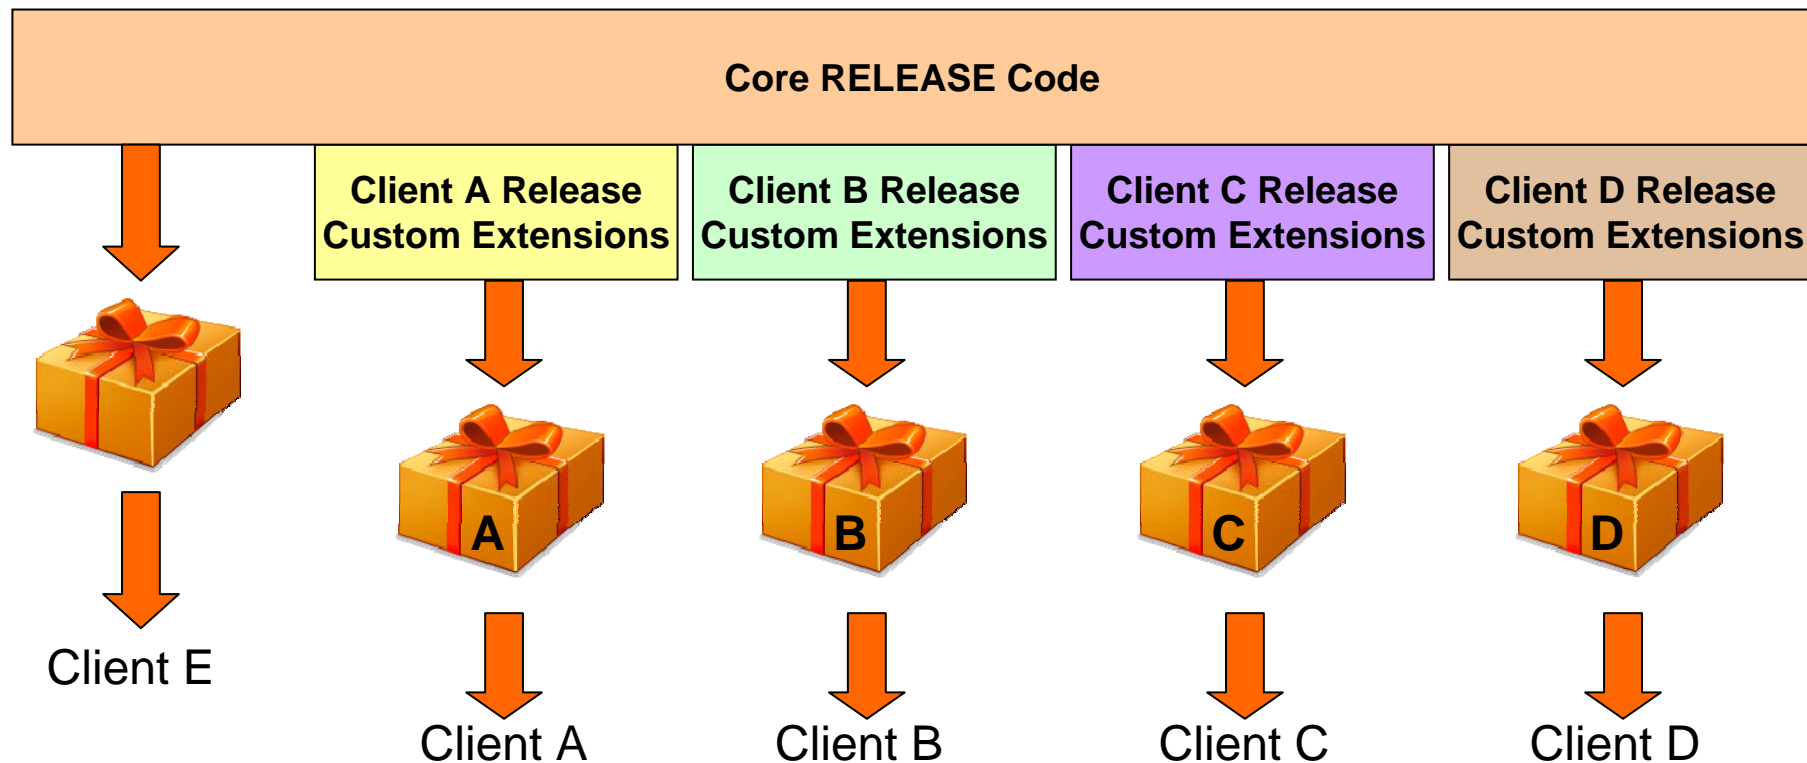 Core RELEASE Code
Client A Release
Custom Extensions
Client B Release
Custom Extensions
Client C Release
Custom Extensions
Client D Release
Custom Extensions
A
B
C
D
Client E
Client A
Client B
Client C
Client D